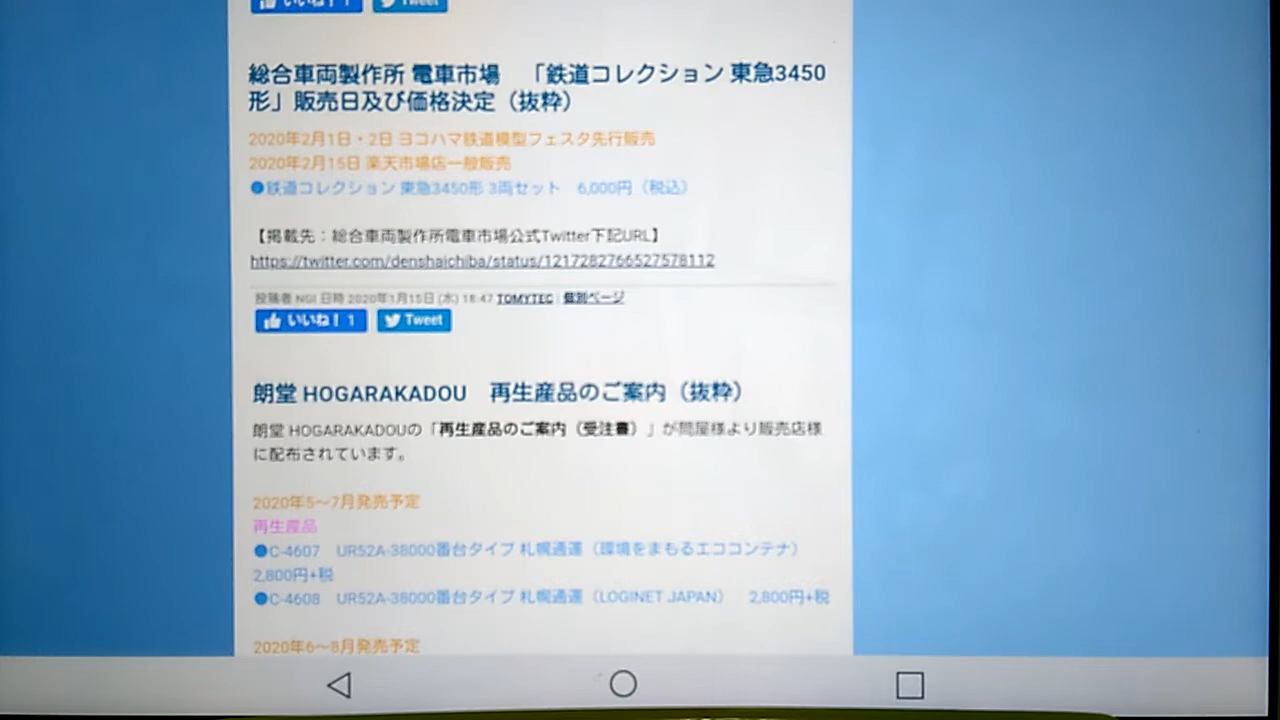 いいね！ 1 Tweet
総合車両製作所 電車市場　「鉄道コレクション 東急3450
形」販売日及び価格決定（抜粋）
2020年2月1日・2日 ヨコハマ鉄道模型フェスタ先行販売
2020年2月15日 楽天市場店一般販売
●鉄道コレクション 東急3450形 3両セット　6,000円（税込）
【掲載先：総合車両製作所電車市場公式Twitter下記URL】
https://twitter.com/denshaichiba/status/1217282766527578112
投稿者 NGI 日時 2020年1月15日 (水) 18:47 TOMYTEC | 個別ページ
いいね！ 1 Tweet
朗堂 HOGARAKADOU　再生産品のご案内（抜粋）
朗堂 HOGARAKADOUの「再生産品のご案内（受注書）」が問屋様より販売店様
に配布されています。
2020年5～7月発売予定
再生産品
●C-4607　UR52A-38000番台タイプ 札幌通運（環境をまもるエココンテナ）
2,800円+税
●C-4608　UR52A-38000番台タイプ 札幌通運（LOGINET JAPAN）　2,800円+税
2020年6～8月発売予定